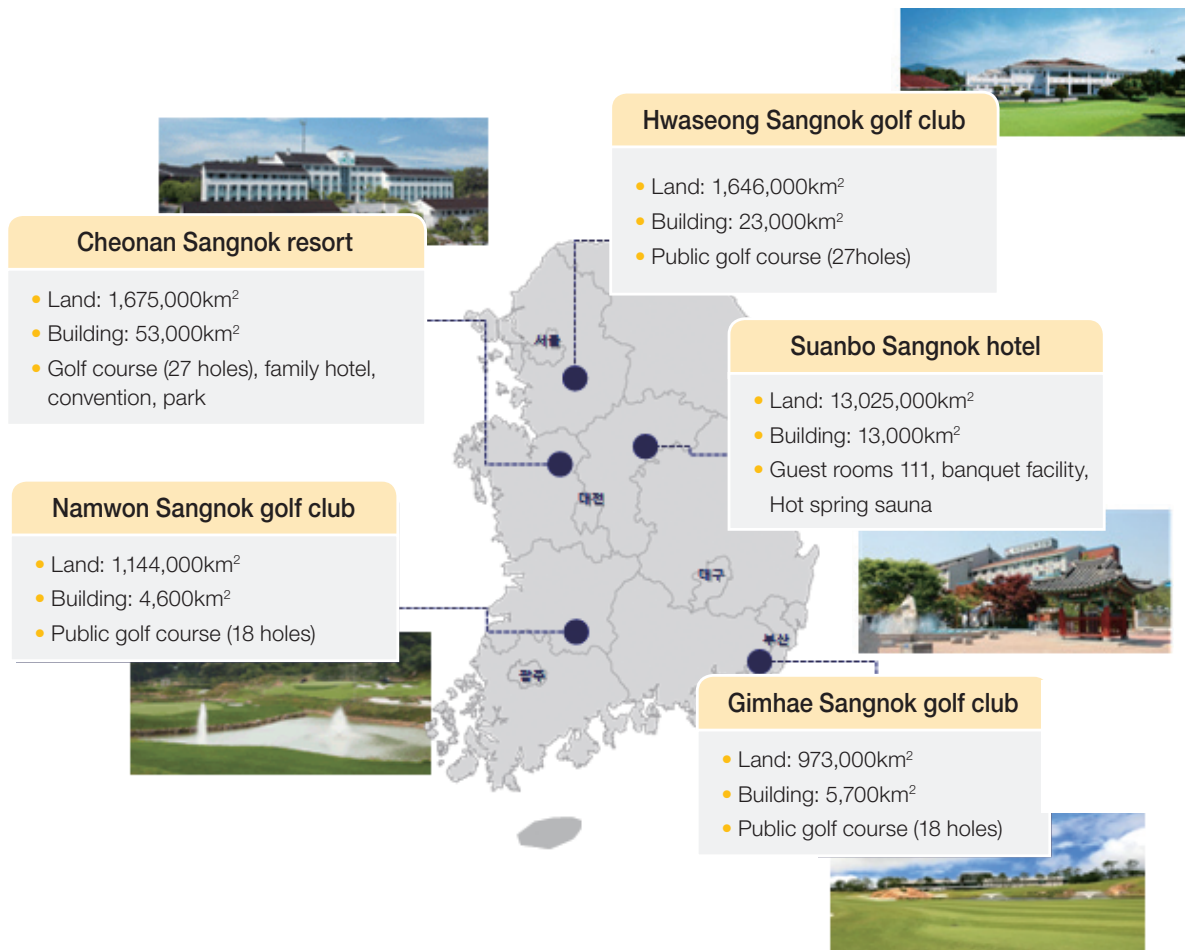 Hwaseong Sangnok golf club
• Land: 1,646,000km²
• Building: 23,000km²
• Public golf course (27holes)
Cheonan Sangnok resort
• Land: 1,675,000km²
• Building: 53,000km²
• Golf course (27 holes), family hotel,
convention, park
Suanbo Sangnok hotel
• Land: 13,025,000km²
• Building: 13,000km²
• Guest rooms 111, banquet facility,
Hot spring sauna
Namwon Sangnok golf club
• Land: 1,144,000km²
• Building: 4,600km²
• Public golf course (18 holes)
Gimhae Sangnok golf club
• Land: 973,000km²
• Building: 5,700km²
• Public golf course (18 holes)
서울
대전
대구
부산
광주